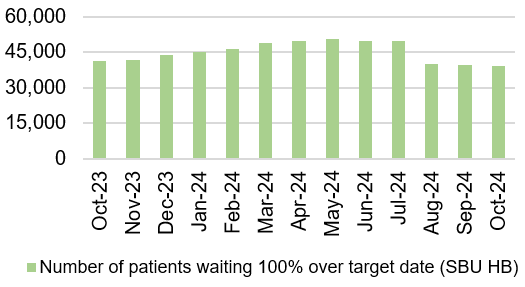 60,000
45,000
30,000
15,000
0
Oct-23
Nov-23
Dec-23
Jan-24
Feb-24
Mar-24
Apr-24
May-24
Jun-24
Jul-24
Aug-24
Sep-24
Oct-24
Number of patients waiting 100% over target date (SBU HB)